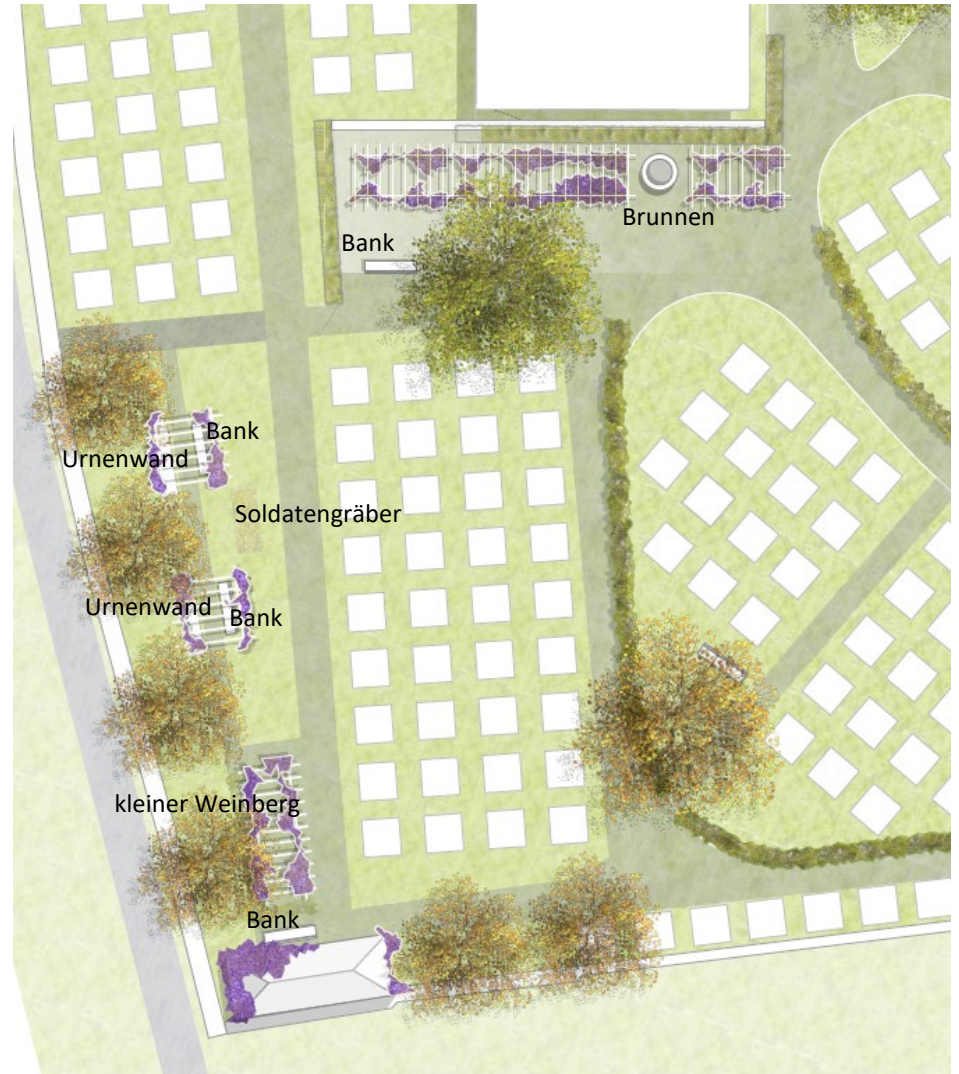 Brunnen
Bank
Bank
Urnenwand
Soldatengräber
Urnenwand
Bank
kleiner Weinberg
Bank